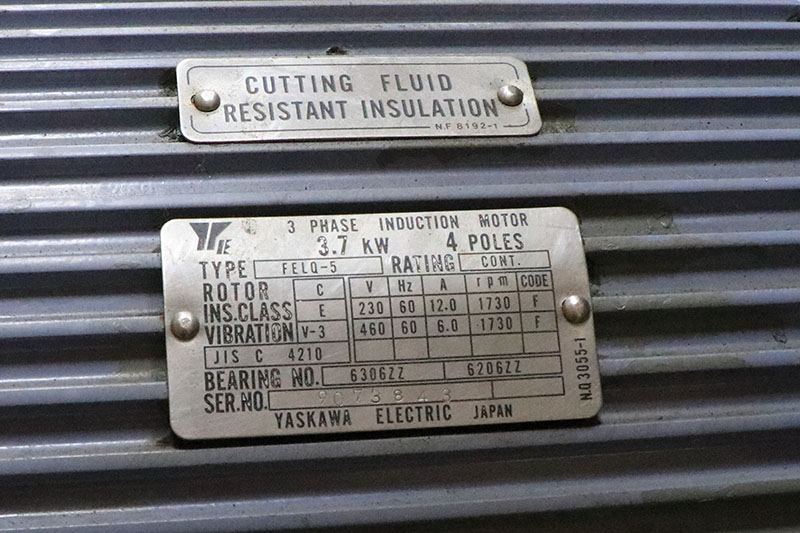 CUTTING FLUID
RESISTANT INSULATION
N.F 8192-1
YE
3 PHASE INDUCTION MOTOR
3.7 KW 4 POLES
TYPE FELQ-5 RATING CONT.
ROTOR C V Hz A rpm CODE
INS.CLASS E 230 60 12.0 1730 F
VIBRATION V-3 460 60 6.0 1730 F
JIS C 4210
BEARING NO. 6306ZZ 6206ZZ
SER.NO. 9073843
YASKAWA ELECTRIC JAPAN
N.Q 3055-1